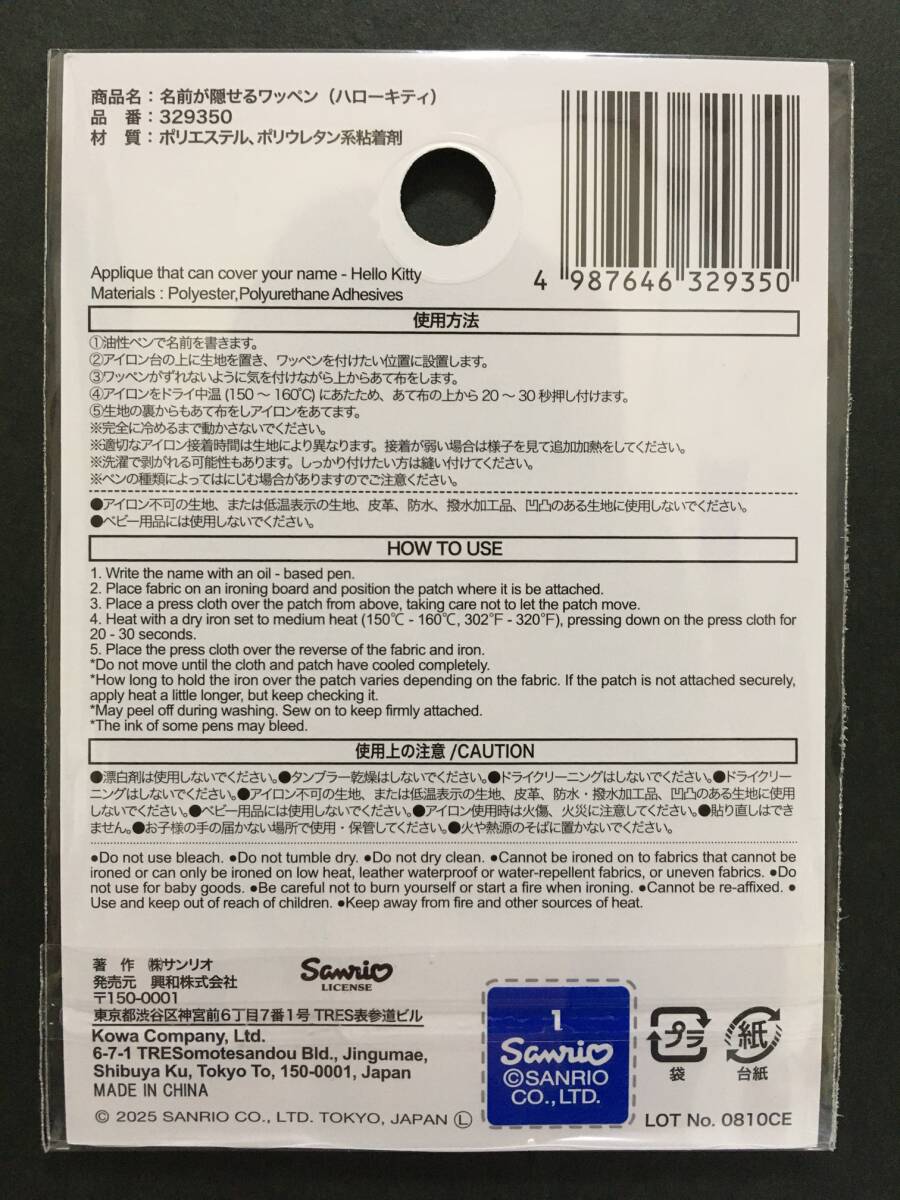 商品名：名前が隠せるワッペン（ハローキティ）
品　番：329350
材　質：ポリエステル、ポリウレタン系粘着剤
4 987646 329350
Applique that can cover your name - Hello Kitty
Materials : Polyester,Polyurethane Adhesives
使用方法
①油性ペンで名前を書きます。
②アイロン台の上に生地を置き、ワッペンを付けたい位置に設置します。
③ワッペンがずれないように気を付けながら上からあて布をします。
④アイロンをドライ中温（150 〜 160℃）にあたため、あて布の上から 20 〜 30 秒押し付けます。
⑤生地の裏からもあて布をしアイロンをあてます。
※完全に冷めるまで動かさないでください。
※適切なアイロン接着時間は生地により異なります。接着が弱い場合は様子を見て追加加熱をしてください。
※洗濯で剥がれる可能性もあります。しっかり付けたい方は縫い付けてください。
※ペンの種類によってはにじむ場合がありますのでご注意ください。
●アイロン不可の生地、または低温表示の生地、皮革、防水、撥水加工品、凹凸のある生地に使用しないでください。
●ベビー用品には使用しないでください。
HOW TO USE
1. Write the name with an oil - based pen.
2. Place fabric on an ironing board and position the patch where it is be attached.
3. Place a press cloth over the patch from above, taking care not to let the patch move.
4. Heat with a dry iron set to medium heat (150℃ - 160℃, 302°F - 320°F), pressing down on the press cloth for
20 - 30 seconds.
5. Place the press cloth over the reverse of the fabric and iron.
*Do not move until the cloth and patch have cooled completely.
*How long to hold the iron over the patch varies depending on the fabric. If the patch is not attached securely,
apply heat a little longer, but keep checking it.
*May peel off during washing. Sew on to keep firmly attached.
*The ink of some pens may bleed.
使用上の注意 /CAUTION
●漂白剤は使用しないでください。●タンブラー乾燥はしないでください。●ドライクリーニングはしないでください。●ドライクリー
ニングはしないでください。●アイロン不可の生地、または低温表示の生地、皮革、防水・撥水加工品、凹凸のある生地に使用
しないでください。●ベビー用品には使用しないでください。●アイロン使用時は火傷、火災に注意してください。●貼り直しはでき
ません。●お子様の手の届かない場所で使用・保管してください。●火や熱源のそばに置かないでください。
●Do not use bleach. ●Do not tumble dry. ●Do not dry clean. ●Cannot be ironed on to fabrics that cannot be
ironed or can only be ironed on low heat, leather waterproof or water-repellent fabrics, or uneven fabrics. ●Do
not use for baby goods. ●Be careful not to burn yourself or start a fire when ironing. ●Cannot be re-affixed. ●
Use and keep out of reach of children. ●Keep away from fire and other sources of heat.
著　作　㈱サンリオ
発売元　興和株式会社
〒150-0001
東京都渋谷区神宮前6丁目7番1号 TRES表参道ビル
Kowa Company, Ltd.
6-7-1 TRESomotesandou Bld., Jingumae,
Shibuya Ku, Tokyo To, 150-0001, Japan
MADE IN CHINA
© 2025 SANRIO CO., LTD. TOKYO, JAPAN Ⓛ
Sanrio
LICENSE
1
Sanrio
©SANRIO
CO., LTD.
プラ
袋
紙
台紙
LOT No. 0810CE